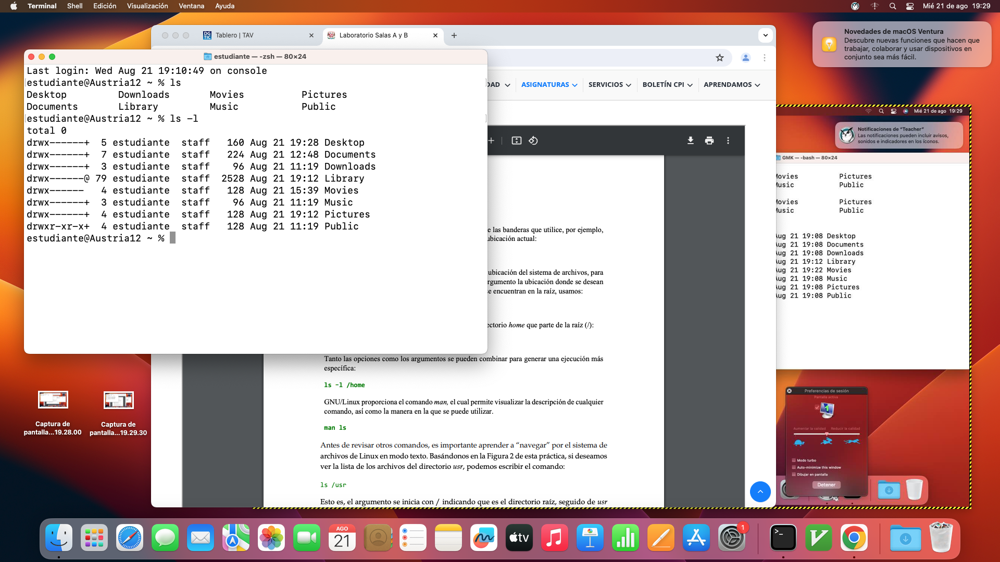 Terminal Shell Edición Visualización Ventana Ayuda
Mié 21 de ago 19:29
Tablero | TAV
Laboratorio Salas A y B
Novedades de macOS Ventura
Descubre nuevas funciones que hacen que
trabajar, colaborar y usar dispositivos en
conjunto sea más fácil.
estudiante — -zsh — 80×24
Last login: Wed Aug 21 19:10:49 on console
estudiante@Austria12 ~ % ls
Desktop Downloads Movies Pictures
Documents Library Music Public
estudiante@Austria12 ~ % ls -l
total 0
drwx------+ 5 estudiante staff 160 Aug 21 19:28 Desktop
drwx------+ 7 estudiante staff 224 Aug 21 12:48 Documents
drwx------+ 3 estudiante staff 96 Aug 21 11:19 Downloads
drwx------@ 79 estudiante staff 2528 Aug 21 19:12 Library
drwx------ 4 estudiante staff 128 Aug 21 15:39 Movies
drwx------+ 3 estudiante staff 96 Aug 21 11:19 Music
drwx------+ 4 estudiante staff 128 Aug 21 19:12 Pictures
drwxr-xr-x+ 4 estudiante staff 128 Aug 21 11:19 Public
estudiante@Austria12 ~ %
DAD ASIGNATURAS SERVICIOS BOLETÍN CPI APRENDAMOS
e las banderas que utilice, por ejemplo,
ubicación actual:
ubicación del sistema de archivos, para
rgumento la ubicación donde se desean
se encuentran en la raíz, usamos:
ectorio home que parte de la raíz (/):
Tanto las opciones como los argumentos se pueden combinar para generar una ejecución más
específica:
ls -l /home
GNU/Linux proporciona el comando man, el cual permite visualizar la descripción de cualquier
comando, así como la manera en la que se puede utilizar.
man ls
Antes de revisar otros comandos, es importante aprender a “navegar” por el sistema de
archivos de Linux en modo texto. Basándonos en la Figura 2 de esta práctica, si deseamos
ver la lista de los archivos del directorio usr, podemos escribir el comando:
ls /usr
Esto es, el argumento se inicia con / indicando que es el directorio raíz, seguido de usr
Mié 21 de ago 19:29
Notificaciones de “Teacher”
Las notificaciones pueden incluir avisos,
sonidos e indicadores en los íconos.
GMK — -bash — 80×24
Movies Pictures
Music Public
Movies Pictures
Music Public
Aug 21 19:08 Desktop
Aug 21 19:08 Documents
Aug 21 19:08 Downloads
Aug 21 19:12 Library
Aug 21 19:22 Movies
Aug 21 19:08 Music
Aug 21 19:08 Pictures
Aug 21 19:08 Public
Preferencias de sesión
Pantalla activa
1
Aumentar la calidad Reducir la calidad
Modo turbo
Auto-minimize this window
Dibujar en pantalla
Detener
Captura de
pantalla...19.28.00
Captura de
pantalla...19.29.30
DGTIC
AGO
21
tv
1
>_